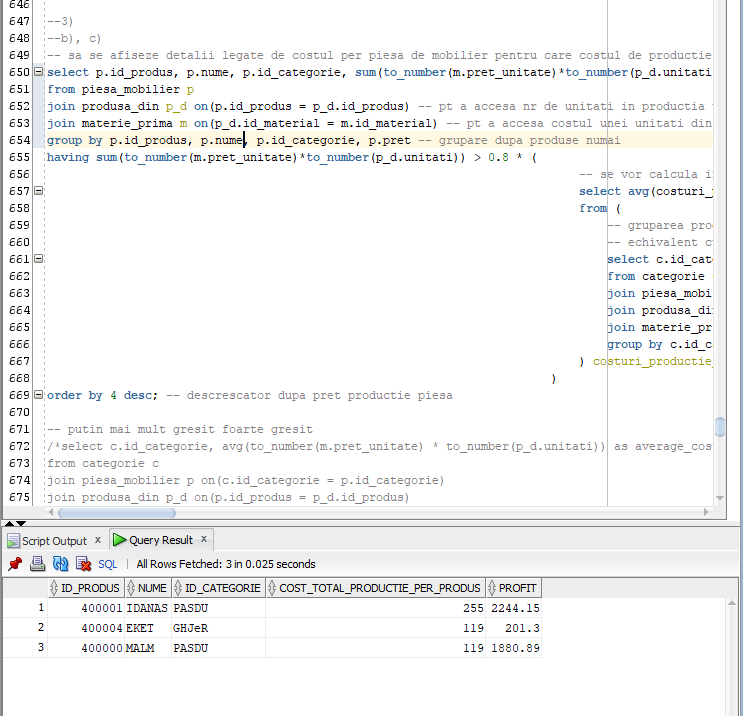 646
647 --3)
648 --b), c)
649 -- sa se afiseze detalii legate de costul per piesa de mobilier pentru care costul de productie
650 select p.id_produs, p.nume, p.id_categorie, sum(to_number(m.pret_unitate)*to_number(p_d.unitati
651 from piesa_mobilier p
652 join produsa_din p_d on(p.id_produs = p_d.id_produs) -- pt a accesa nr de unitati in productia
653 join materie_prima m on(p_d.id_material = m.id_material) -- pt a accesa costul unei unitati din
654 group by p.id_produs, p.nume, p.id_categorie, p.pret -- grupare dupa produse numai
655 having sum(to_number(m.pret_unitate)*to_number(p_d.unitati)) > 0.8 * (
656 -- se vor calcula i
657 select avg(costuri_
658 from (
659 -- gruparea pro
660 -- echivalent c
661 select c.id_cat
662 from categorie
663 join piesa_mobi
664 join produsa_di
665 join materie_pr
666 group by c.id_c
667 ) costuri_productie_
668 )
669 order by 4 desc; -- descrescator dupa pret productie piesa
670
671 -- putin mai mult gresit foarte gresit
672 /*select c.id_categorie, avg(to_number(m.pret_unitate) * to_number(p_d.unitati)) as average_cos
673 from categorie c
674 join piesa_mobilier p on(c.id_categorie = p.id_categorie)
675 join produsa_din p_d on(p.id_produs = p_d.id_produs)
Script Output x Query Result x
SQL | All Rows Fetched: 3 in 0.025 seconds
ID_PRODUS NUME ID_CATEGORIE COST_TOTAL_PRODUCTIE_PER_PRODUS PROFIT
1 400001 IDANAS PASDU 255 2244.15
2 400004 EKET GHJeR 119 201.3
3 400000 MALM PASDU 119 1880.89